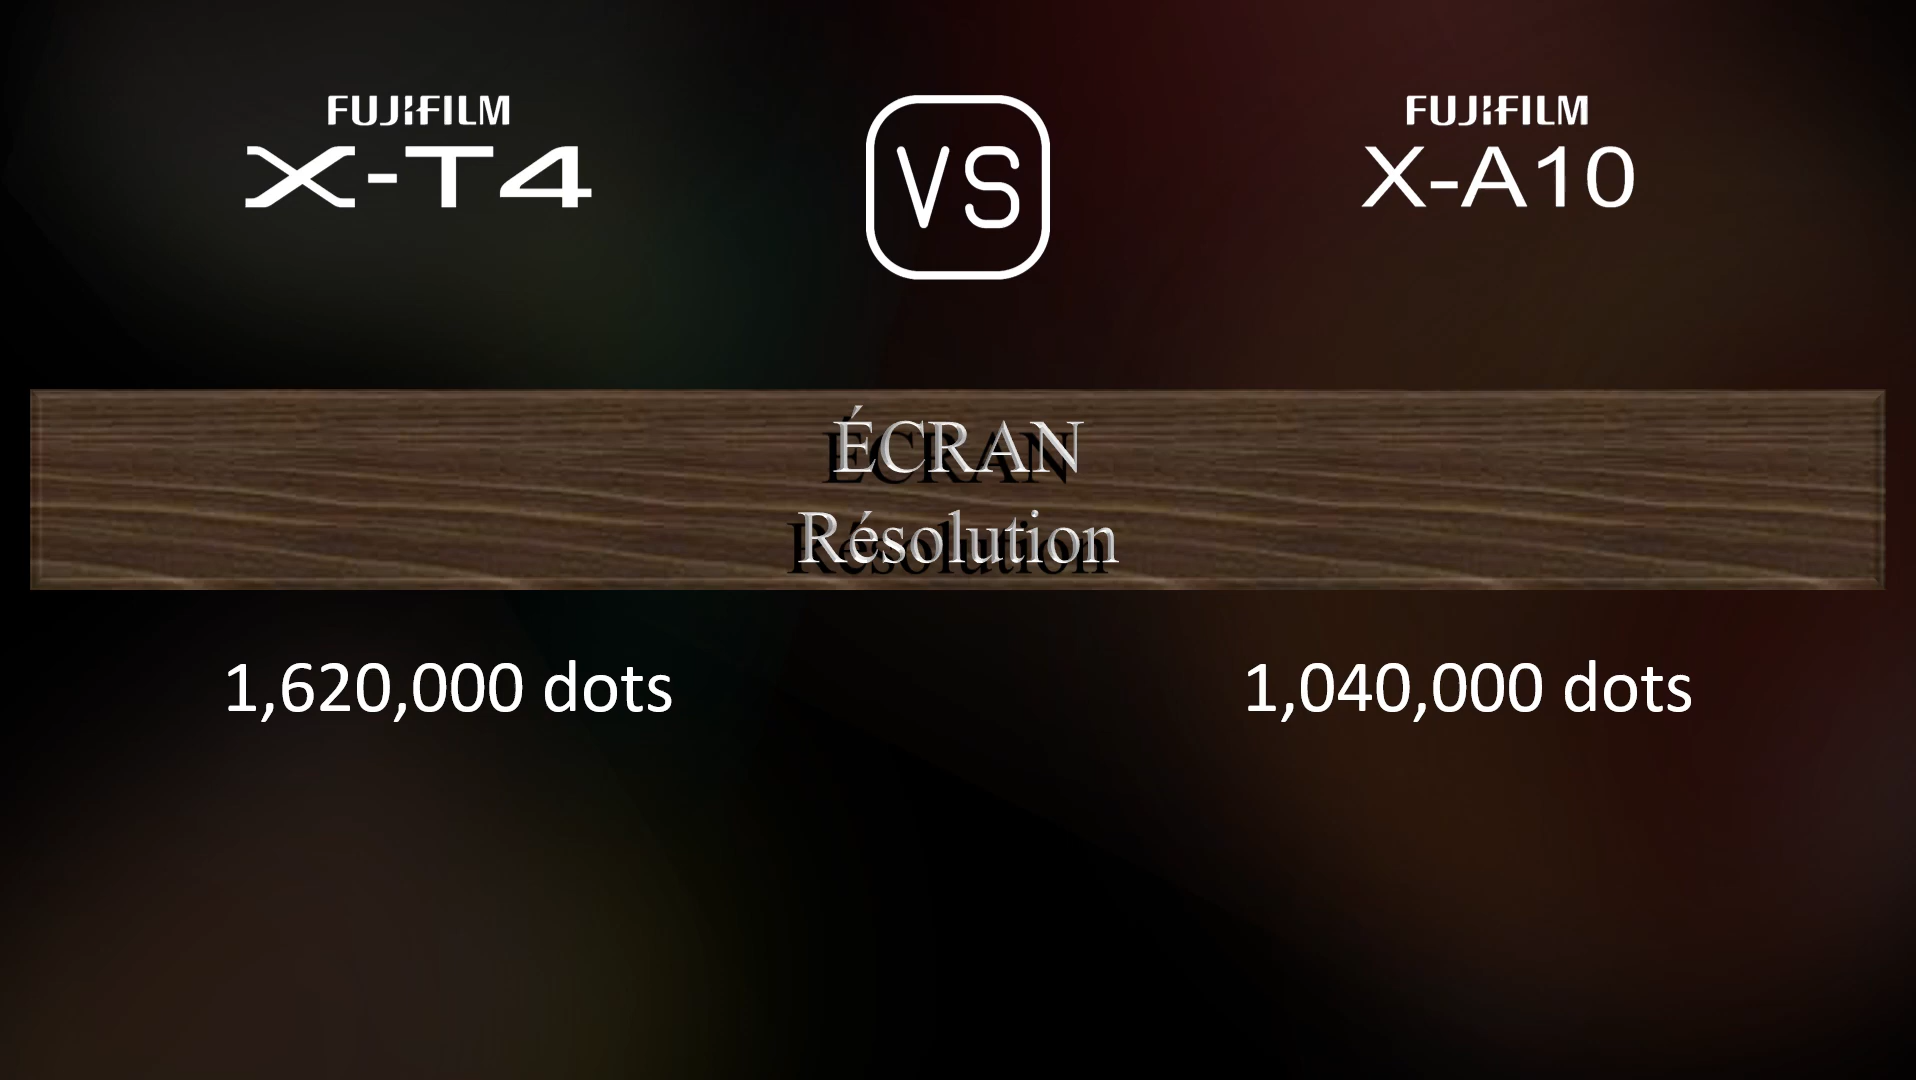 FUJIFILM
X-T4
VS
FUJIFILM
X-A10
ÉCRAN
Résolution
1,620,000 dots
1,040,000 dots